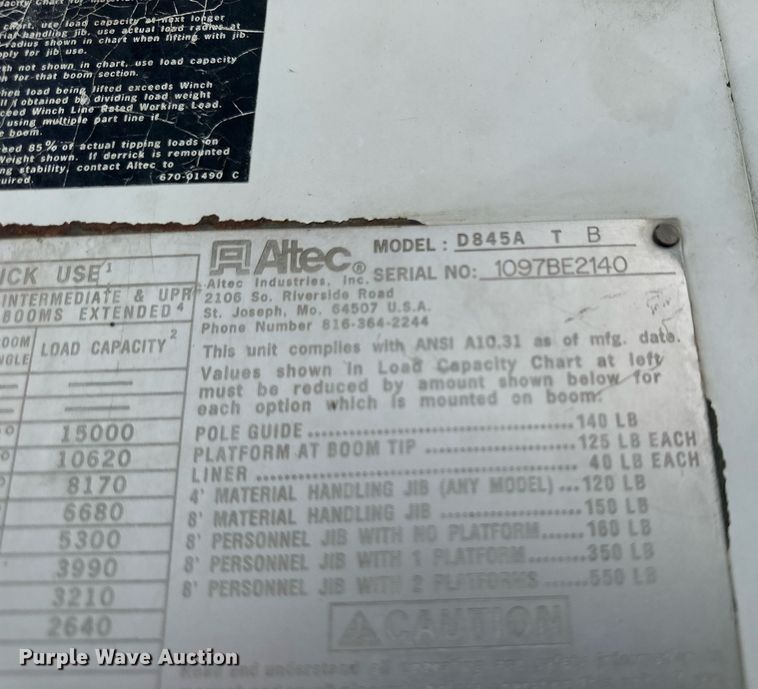 chart, use load capacity at next longer
handling jib, use actual load radius at
radius shown in chart when lifting with jib.
ply for jib use.
th not shown in chart, use load capacity
n for that boom section.
hen load being lifted exceeds Winch
obtained by dividing load weight
ceed Winch Line Rated Working Load.
using multiple part line if
e boom.
eed 85% of actual tipping loads on
Weight shown. If derrick is remounted
ng stability, contact Altec to
uired. 670-01490 C
ICK USE 1
INTERMEDIATE & UPR
BOOMS EXTENDED 4
OOM
NGLE
LOAD CAPACITY 2
15000
10620
8170
6680
5300
3990
3210
2640
Altec®
MODEL: D845A T B
SERIAL NO: 1097BE2140
Altec Industries, Inc.
2106 So. Riverside Road
St. Joseph, Mo. 64507 U.S.A.
Phone Number 816-364-2244
This unit complies with ANSI A10.31 as of mfg. date.
Values shown in Load Capacity Chart at left
must be reduced by amount shown below for
each option which is mounted on boom:
POLE GUIDE ........ 140 LB
PLATFORM AT BOOM TIP ........ 125 LB EACH
LINER ........ 40 LB EACH
4' MATERIAL HANDLING JIB (ANY MODEL) ... 120 LB
8' MATERIAL HANDLING JIB ........ 150 LB
8' PERSONNEL JIB WITH NO PLATFORM ..... 160 LB
8' PERSONNEL JIB WITH 1 PLATFORM ........ 350 LB
8' PERSONNEL JIB WITH 2 PLATFORMS ...... 550 LB
CAUTION
Read and understand all
Purple Wave Auction